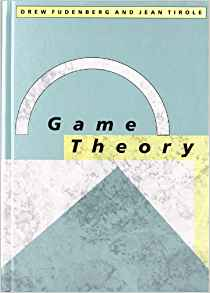 DREW FUDENBERG AND JEAN TIROLE
Game
Theory